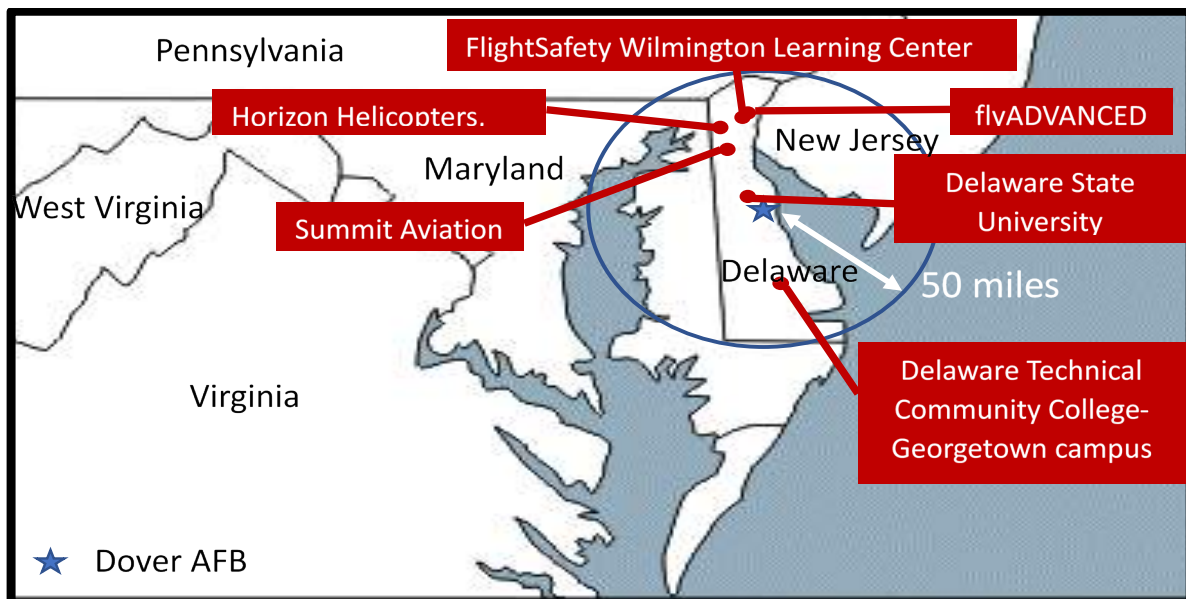 Pennsylvania
FlightSafety Wilmington Learning Center
Horizon Helicopters.
flyADVANCED
New Jersey
Maryland
Delaware State
University
West Virginia
Summit Aviation
Delaware
50 miles
Virginia
Delaware Technical
Community College-
Georgetown campus
Dover AFB